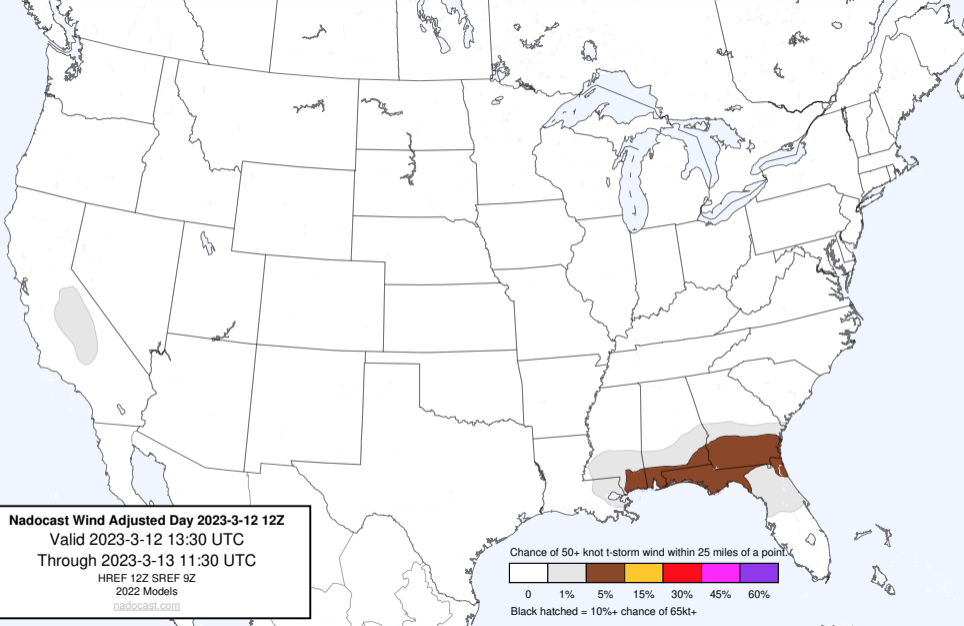 Nadocast Wind Adjusted Day 2023-3-12 12Z
Valid 2023-3-12 13:30 UTC
Through 2023-3-13 11:30 UTC
HREF 12Z SREF 9Z
2022 Models
nadocast.com
Chance of 50+ knot t-storm wind within 25 miles of a point.
0 1% 5% 15% 30% 45% 60%
Black hatched = 10%+ chance of 65kt+